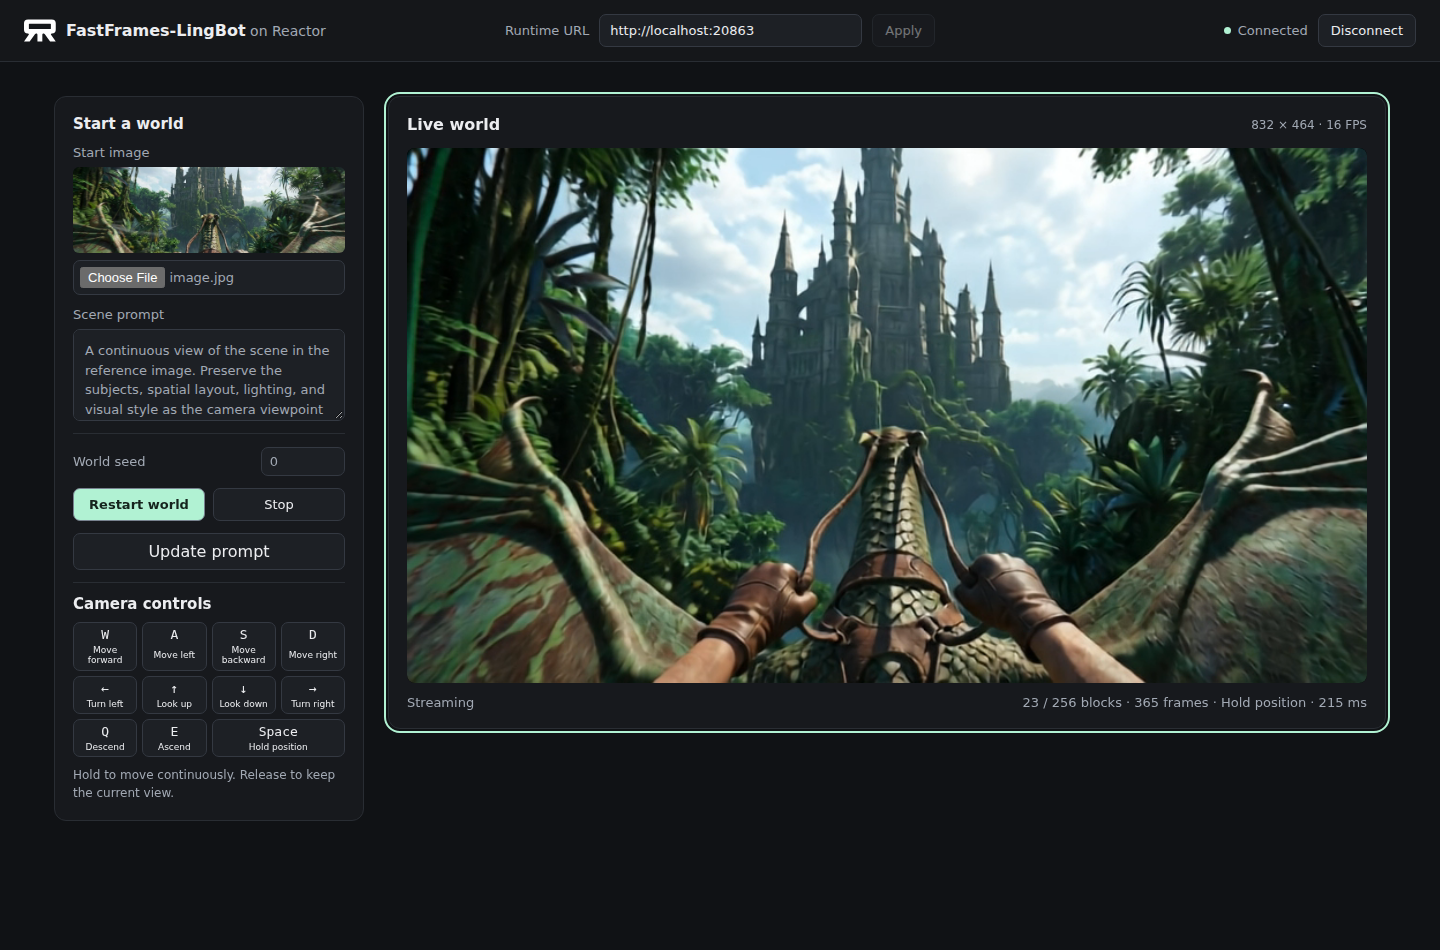 FastFrames-LingBot on Reactor
Runtime URL
http://localhost:20863
Apply
Connected
Disconnect
Start a world
Start image
Choose File image.jpg
Scene prompt
A continuous view of the scene in the
reference image. Preserve the
subjects, spatial layout, lighting, and
visual style as the camera viewpoint
World seed
0
Restart world
Stop
Update prompt
Camera controls
W
Move
forward
A
Move left
S
Move
backward
D
Move right
←
Turn left
↑
Look up
↓
Look down
→
Turn right
Q
Descend
E
Ascend
Space
Hold position
Hold to move continuously. Release to keep
the current view.
Live world
832 × 464 · 16 FPS
Streaming
23 / 256 blocks · 365 frames · Hold position · 215 ms